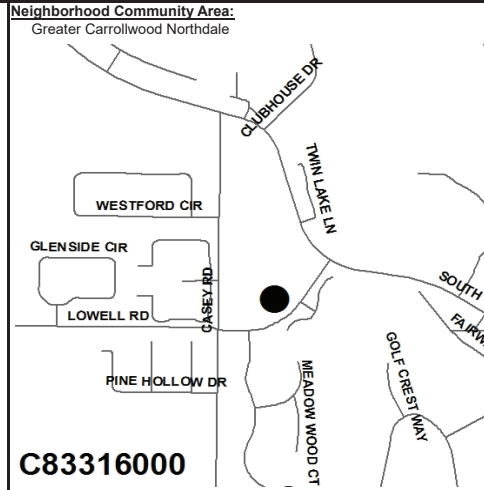 Neighborhood Community Area:
Greater Carrollwood Northdale
CLUBHOUSE DR
TWIN LAKE LN
WESTFORD CIR
GLENSIDE CIR
CASEY RD
SOUTH
LOWELL RD
FAIRW
GOLF CREST WAY
MEADOW WOOD CT
PINE HOLLOW DR
C83316000